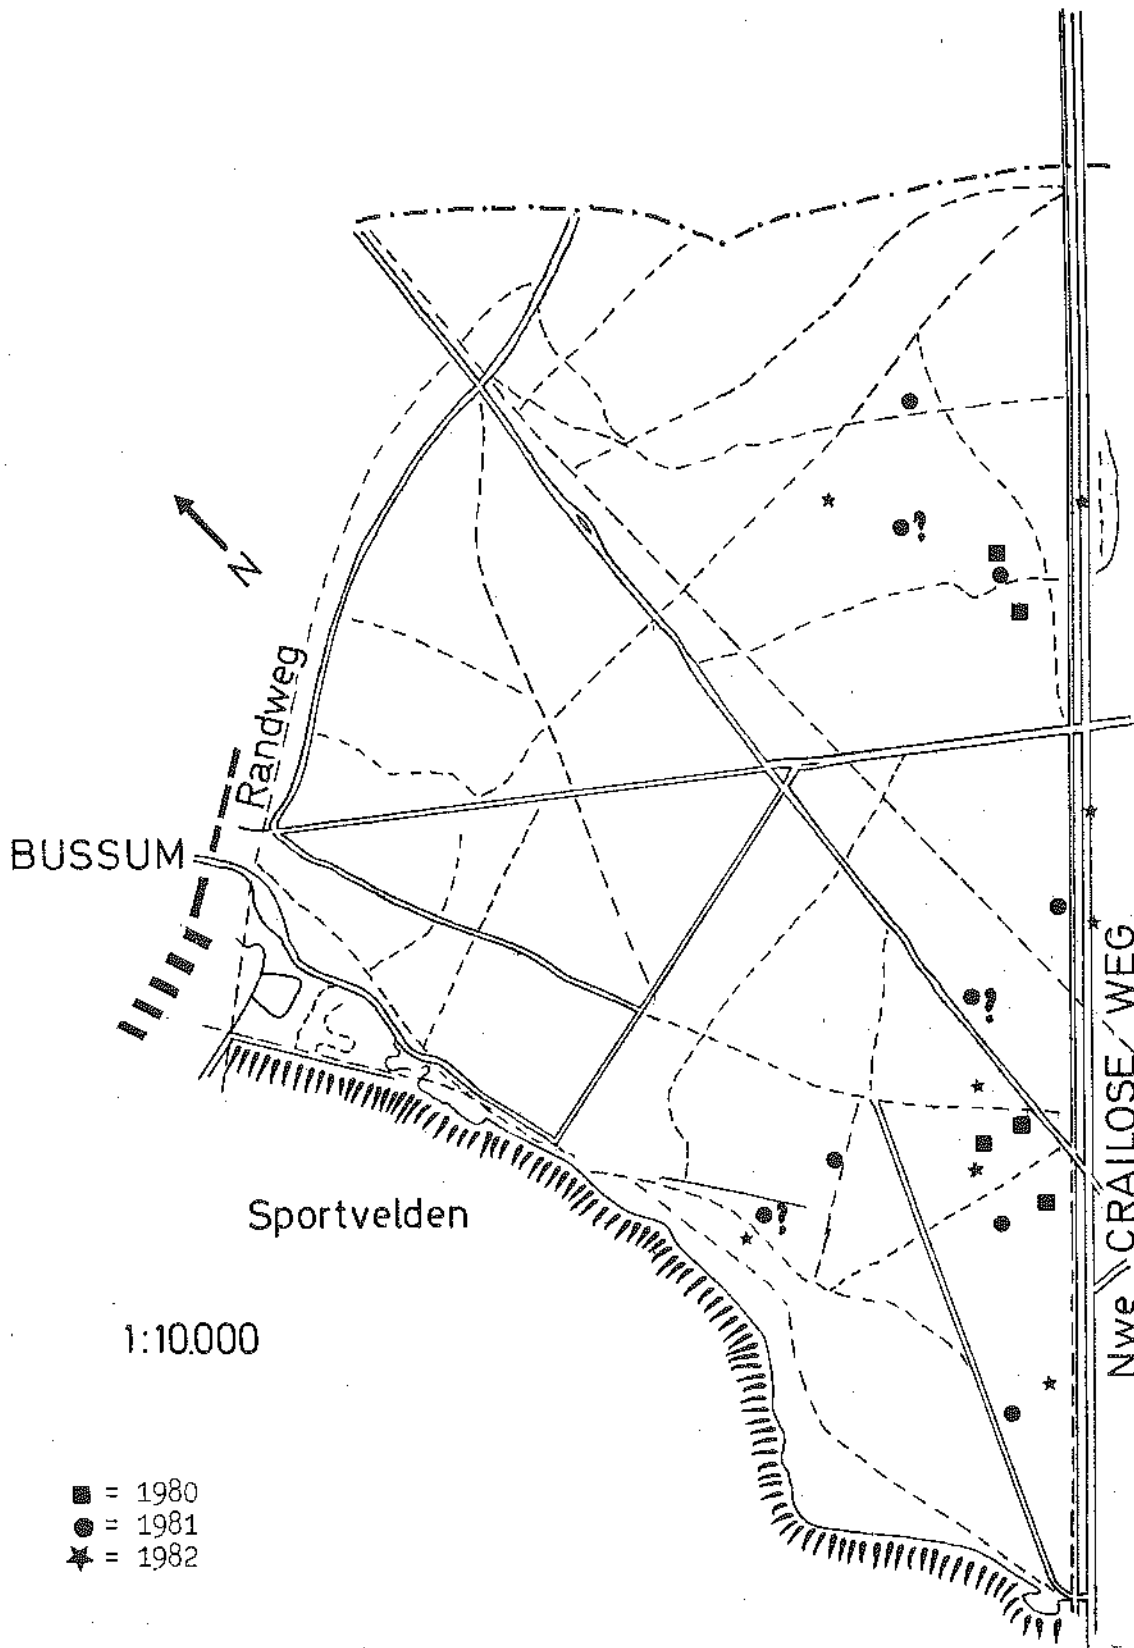 N
Randweg
BUSSUM
Nwe CRAILOSE WEG
?
?
?
Sportvelden
1:10.000
= 1980
= 1981
= 1982